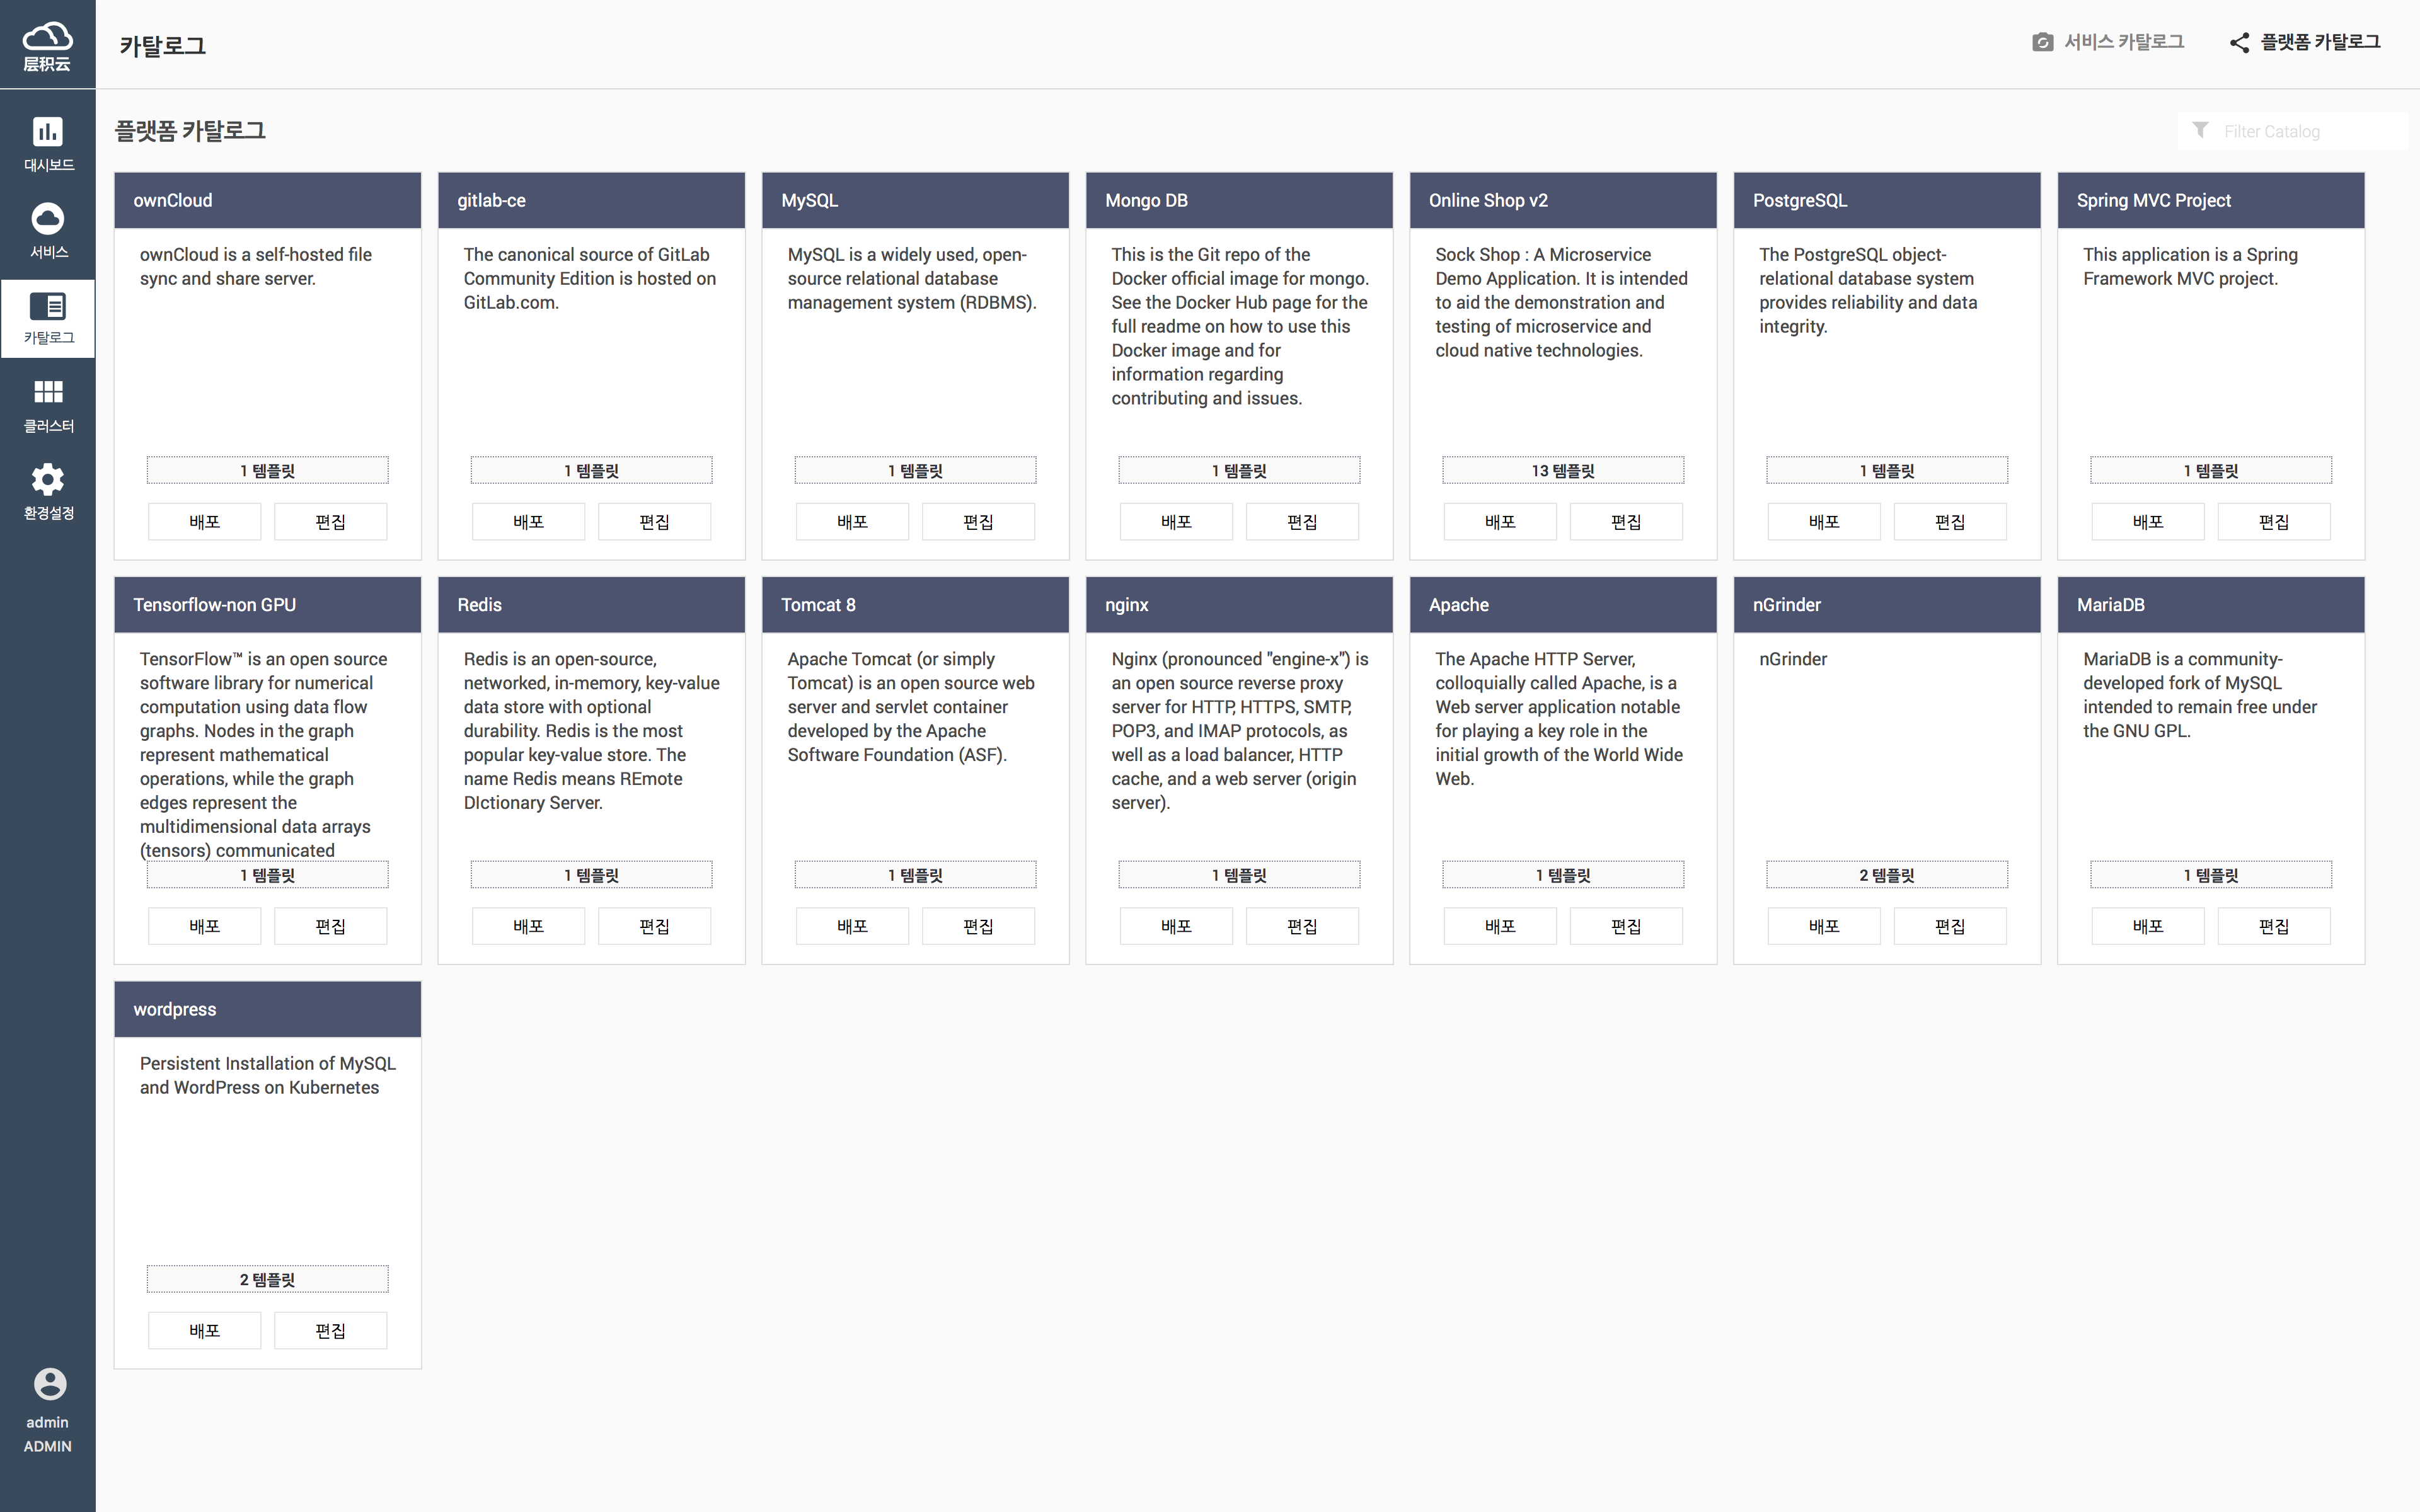 层积云
카탈로그
서비스 카탈로그
플랫폼 카탈로그
대시보드
서비스
카탈로그
클러스터
환경설정
admin
ADMIN
플랫폼 카탈로그
Filter Catalog
ownCloud
ownCloud is a self-hosted file
sync and share server.
1 템플릿
배포
편집
gitlab-ce
The canonical source of GitLab
Community Edition is hosted on
GitLab.com.
1 템플릿
배포
편집
MySQL
MySQL is a widely used, open-
source relational database
management system (RDBMS).
1 템플릿
배포
편집
Mongo DB
This is the Git repo of the
Docker official image for mongo.
See the Docker Hub page for the
full readme on how to use this
Docker image and for
information regarding
contributing and issues.
1 템플릿
배포
편집
Online Shop v2
Sock Shop : A Microservice
Demo Application. It is intended
to aid the demonstration and
testing of microservice and
cloud native technologies.
13 템플릿
배포
편집
PostgreSQL
The PostgreSQL object-
relational database system
provides reliability and data
integrity.
1 템플릿
배포
편집
Spring MVC Project
This application is a Spring
Framework MVC project.
1 템플릿
배포
편집
Tensorflow-non GPU
TensorFlow™ is an open source
software library for numerical
computation using data flow
graphs. Nodes in the graph
represent mathematical
operations, while the graph
edges represent the
multidimensional data arrays
(tensors) communicated
1 템플릿
배포
편집
Redis
Redis is an open-source,
networked, in-memory, key-value
data store with optional
durability. Redis is the most
popular key-value store. The
name Redis means REmote
DIctionary Server.
1 템플릿
배포
편집
Tomcat 8
Apache Tomcat (or simply
Tomcat) is an open source web
server and servlet container
developed by the Apache
Software Foundation (ASF).
1 템플릿
배포
편집
nginx
Nginx (pronounced "engine-x") is
an open source reverse proxy
server for HTTP, HTTPS, SMTP,
POP3, and IMAP protocols, as
well as a load balancer, HTTP
cache, and a web server (origin
server).
1 템플릿
배포
편집
Apache
The Apache HTTP Server,
colloquially called Apache, is a
Web server application notable
for playing a key role in the
initial growth of the World Wide
Web.
1 템플릿
배포
편집
nGrinder
nGrinder
2 템플릿
배포
편집
MariaDB
MariaDB is a community-
developed fork of MySQL
intended to remain free under
the GNU GPL.
1 템플릿
배포
편집
wordpress
Persistent Installation of MySQL
and WordPress on Kubernetes
2 템플릿
배포
편집